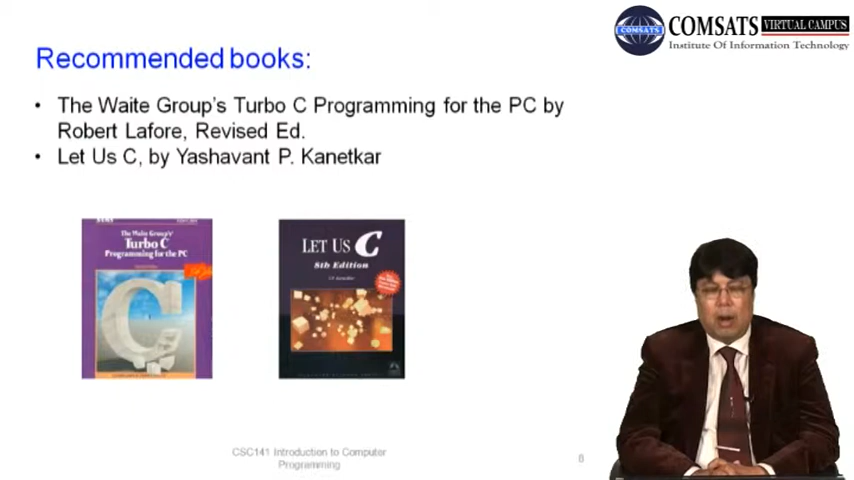 COMSATS VIRTUAL CAMPUS
COMSATS
Institute Of Information Technology
Recommended books:
• The Waite Group's Turbo C Programming for the PC by
Robert Lafore, Revised Ed.
• Let Us C, by Yashavant P. Kanetkar
The Waite Group's
Turbo C
Programming for the PC
LET US C
8th Edition
CSC141 Introduction to Computer
Programming
8